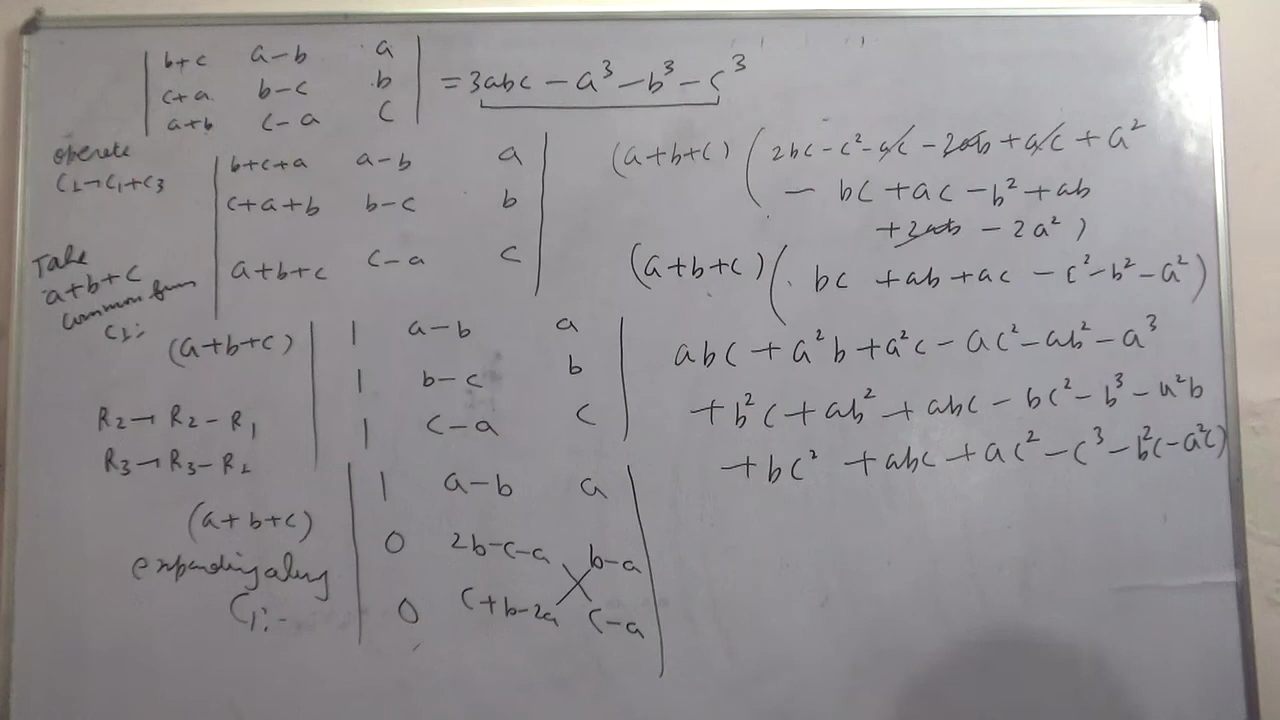 | b+c a-b a |
| c+a b-c b | = 3abc - a³ - b³ - c³
| a+b c-a c |
operete
C₁→C₁+C₃
| b+c+a a-b a |
| c+a+b b-c b |
| a+b+c c-a c |
Take
a+b+c
common from
C₁:-
(a+b+c) | 1 a-b a |
| 1 b-c b |
| 1 c-a c |
R₂→R₂-R₁
R₃→R₃-R₁
(a+b+c) | 1 a-b a |
| 0 2b-c-a b-a |
| 0 c+b-2a c-a |
expanding along
C₁:-
(a+b+c) (2bc - c² - ac - 2ab + ac + a²
- bc + ac - b² + ab
+ 2ab - 2a²)
(a+b+c) (bc + ab + ac - c² - b² - a²)
abc + a²b + a²c - ac² - ab² - a³
+ b²c + ab² + abc - bc² - b³ - a²b
+ bc² + abc + ac² - c³ - b²c - a²c)